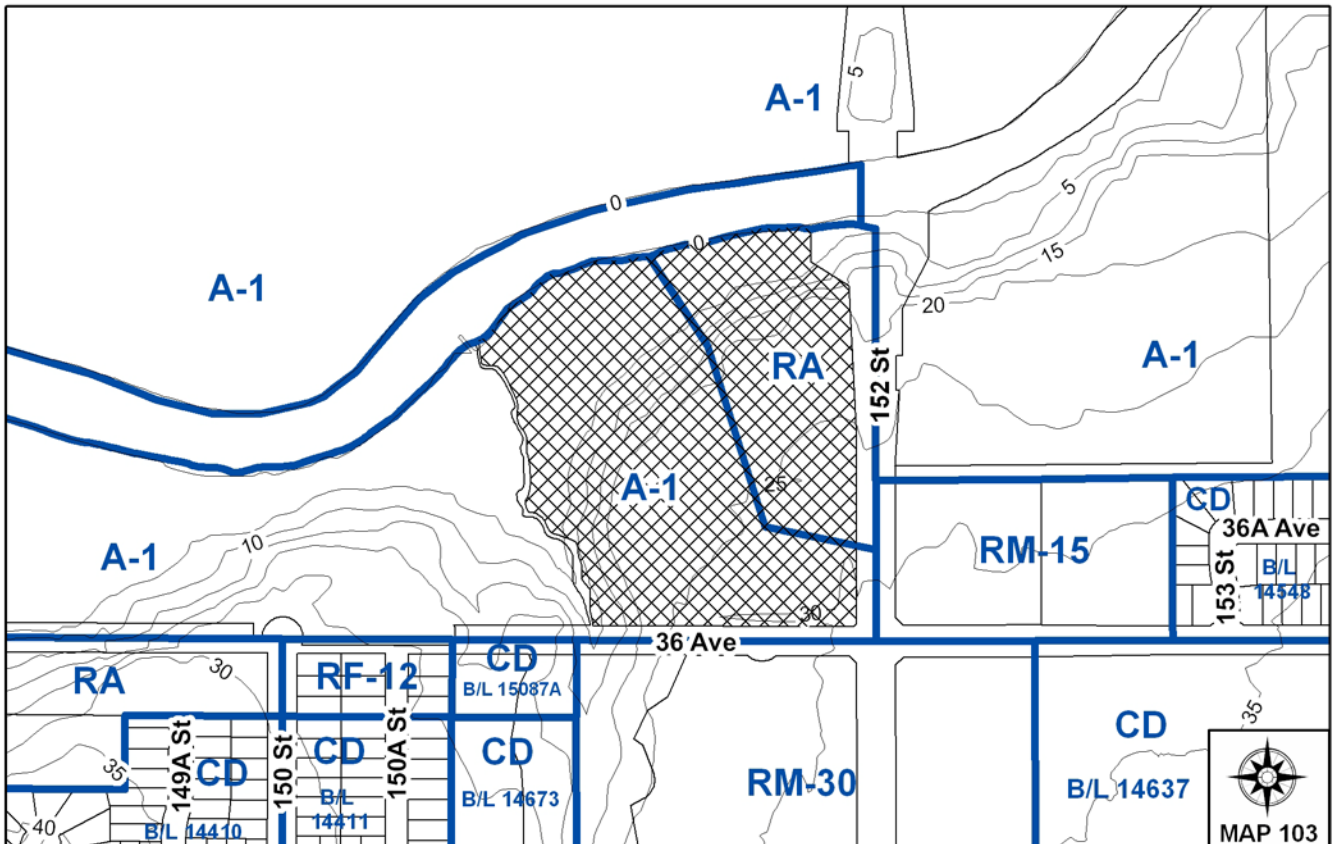 5
A-1
0
5
0
15
A-1
20
RA
A-1
152 St
A-1
25
CD
36A Ave
10
RM-15
A-1
B/L
14548
153 St
30
36 Ave
CD
B/L 15087A
RA
30
RF-12
35
CD
149A St
CD
150 St
150A St
CD
RM-30
B/L 14637
35
CD
B/L
14411
B/L 14673
40
B/L 14410
MAP 103